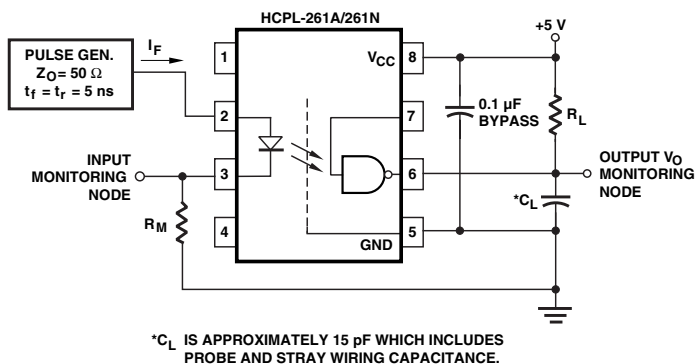 HCPL-261A/261N
+5 V
PULSE GEN.
Z_O = 50 Ω
t_f = t_r = 5 ns
I_F
1
V_CC
8
0.1 µF
BYPASS
R_L
2
7
INPUT
MONITORING
NODE
3
6
OUTPUT V_O
MONITORING
NODE
*C_L
R_M
4
GND
5
*C_L IS APPROXIMATELY 15 pF WHICH INCLUDES
PROBE AND STRAY WIRING CAPACITANCE.